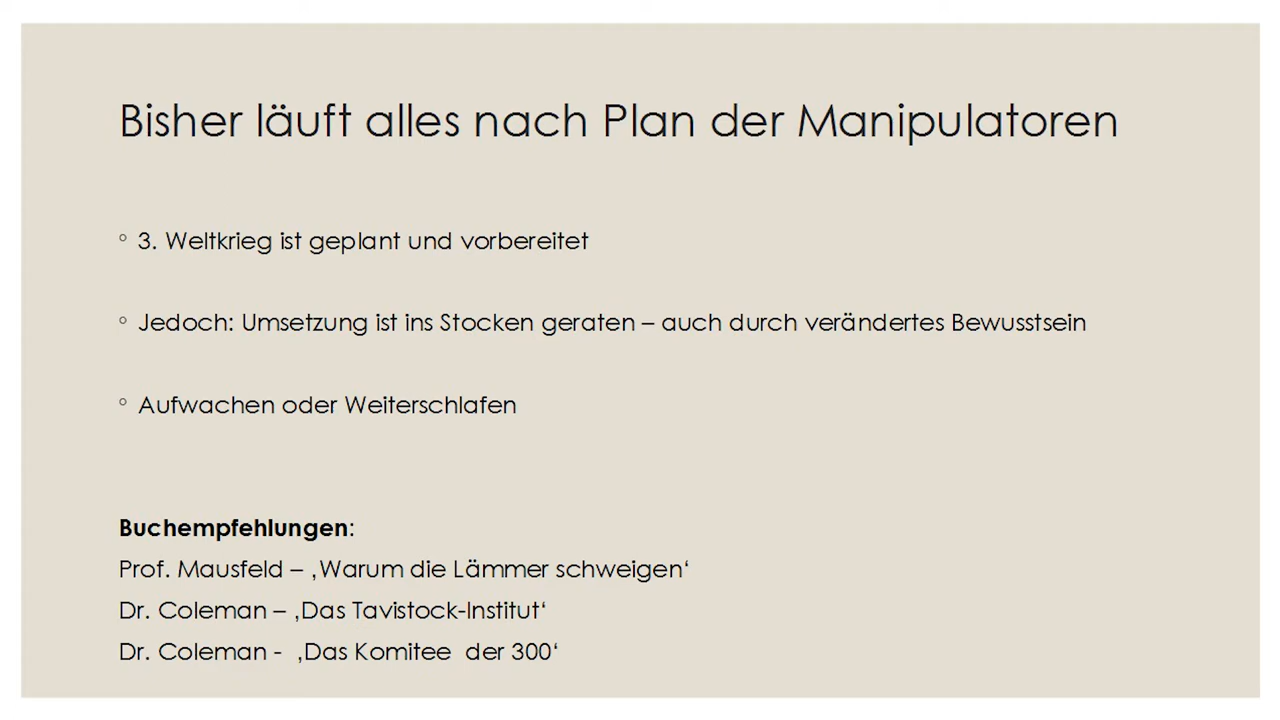 Bisher läuft alles nach Plan der Manipulatoren
◦ 3. Weltkrieg ist geplant und vorbereitet
◦ Jedoch: Umsetzung ist ins Stocken geraten – auch durch verändertes Bewusstsein
◦ Aufwachen oder Weiterschlafen
Buchempfehlungen:
Prof. Mausfeld – ‚Warum die Lämmer schweigen‘
Dr. Coleman – ‚Das Tavistock-Institut‘
Dr. Coleman - ‚Das Komitee der 300‘